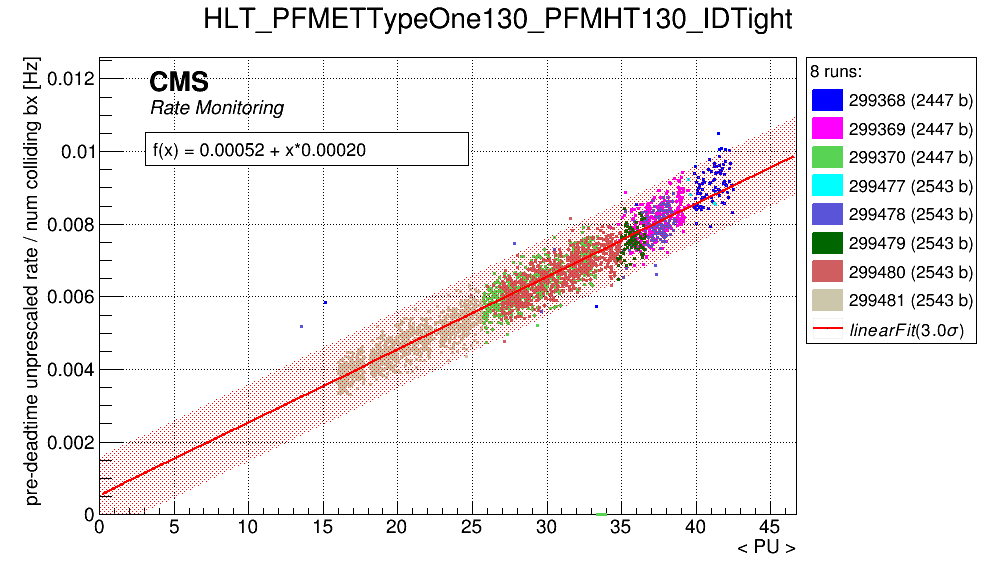 HLT_PFMETTypeOne130_PFMHT130_IDTight
pre-deadtime unprescaled rate / num colliding bx [Hz]
0.012
0.01
0.008
0.006
0.004
0.002
0
CMS
Rate Monitoring
f(x) = 0.00052 + x*0.00020
0 5 10 15 20 25 30 35 40 45
< PU >
8 runs:
299368 (2447 b)
299369 (2447 b)
299370 (2447 b)
299477 (2543 b)
299478 (2543 b)
299479 (2543 b)
299480 (2543 b)
299481 (2543 b)
linearFit(3.0σ)